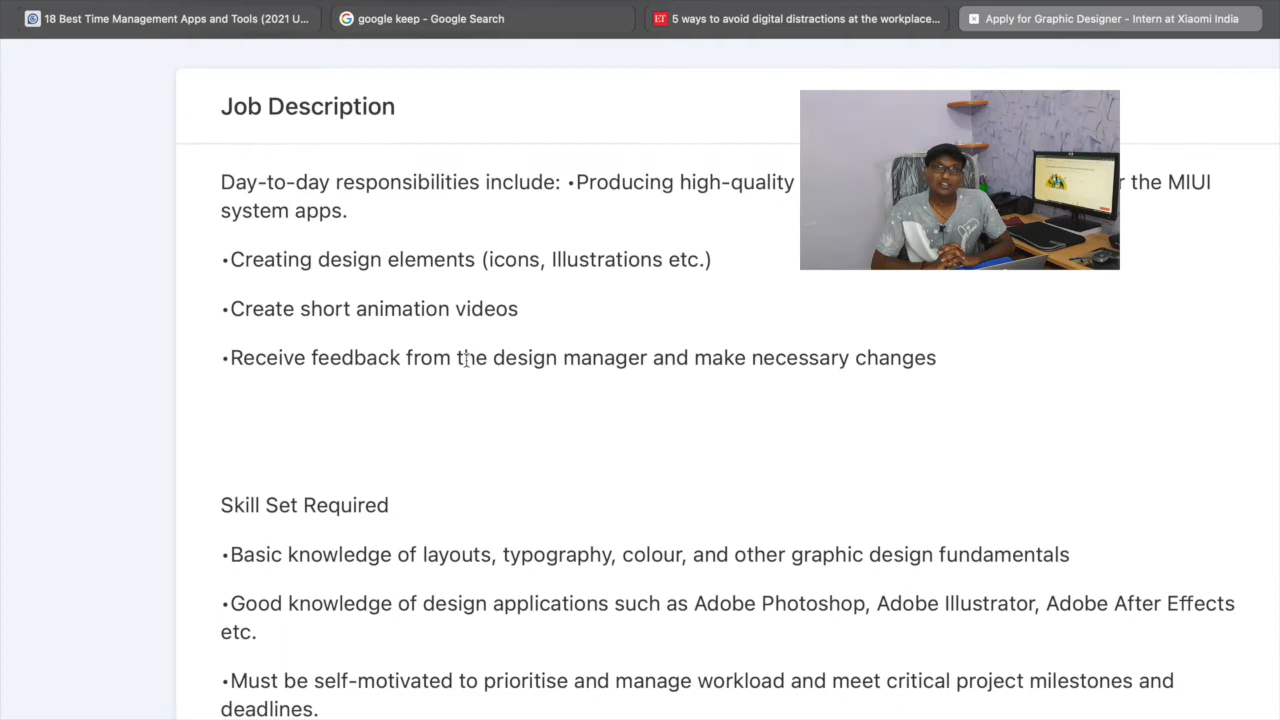 18 Best Time Management Apps and Tools (2021 U...
google keep - Google Search
ET 5 ways to avoid digital distractions at the workplace...
Apply for Graphic Designer - Intern at Xiaomi India
Job Description
Day-to-day responsibilities include: •Producing high-quality r the MIUI
system apps.
•Creating design elements (icons, Illustrations etc.)
•Create short animation videos
•Receive feedback from the design manager and make necessary changes
Skill Set Required
•Basic knowledge of layouts, typography, colour, and other graphic design fundamentals
•Good knowledge of design applications such as Adobe Photoshop, Adobe Illustrator, Adobe After Effects
etc.
•Must be self-motivated to prioritise and manage workload and meet critical project milestones and
deadlines.